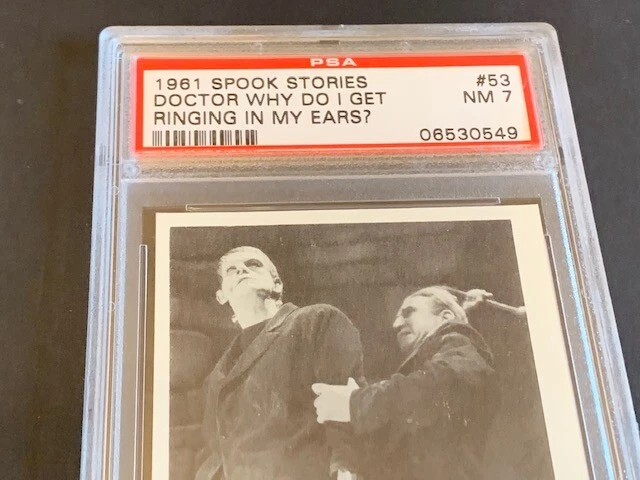 PSA
1961 SPOOK STORIES #53
DOCTOR WHY DO I GET NM 7
RINGING IN MY EARS?
06530549